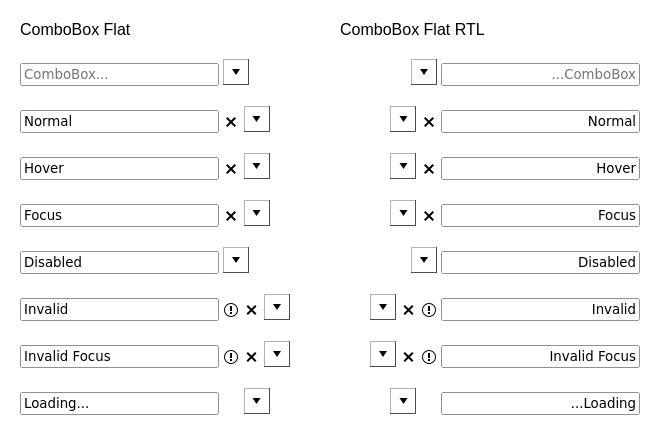 ComboBox Flat
ComboBox Flat RTL
ComboBox...
...ComboBox
Normal
Normal
Hover
Hover
Focus
Focus
Disabled
Disabled
Invalid
Invalid
Invalid Focus
Invalid Focus
Loading...
...Loading